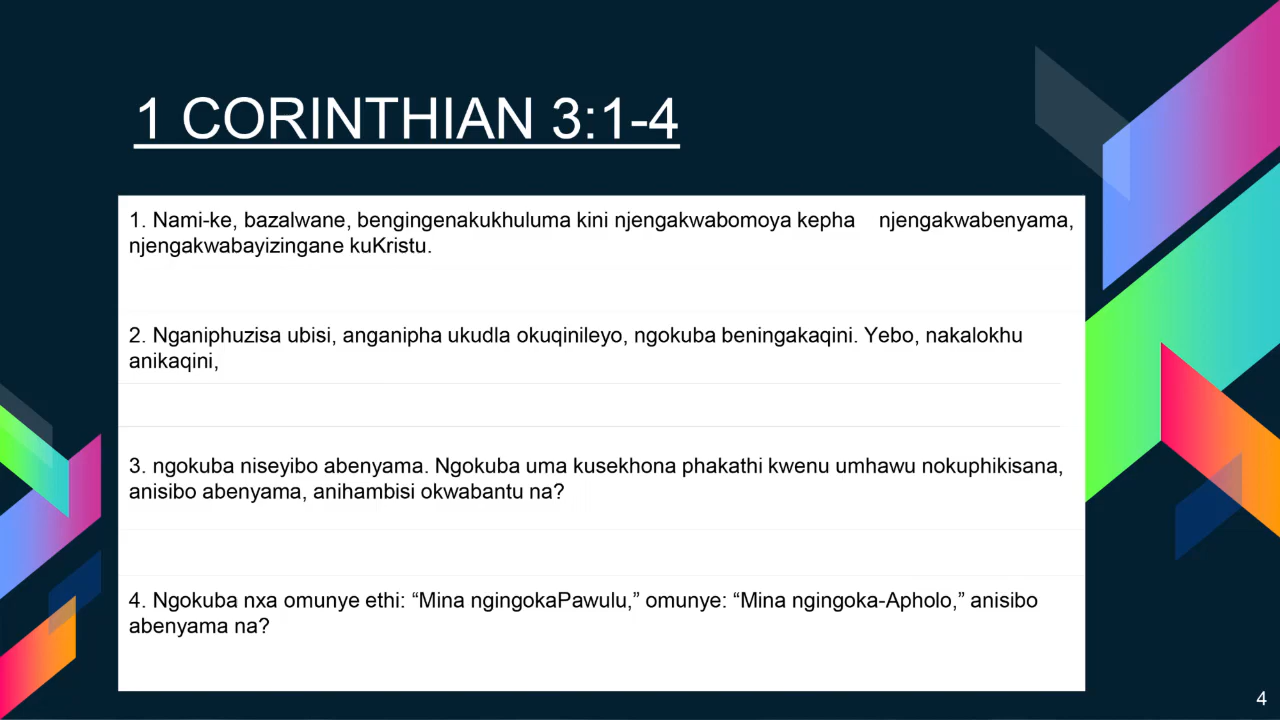 1 CORINTHIAN 3:1-4
1. Nami-ke, bazalwane, bengingenakukhuluma kini njengakwabomoya kepha njengakwabenyama,
njengakwabayizingane kuKristu.
2. Nganiphuzisa ubisi, anganipha ukudla okuqinileyo, ngokuba beningakaqini. Yebo, nakalokhu
anikaqini,
3. ngokuba niseyibo abenyama. Ngokuba uma kusekhona phakathi kwenu umhawu nokuphikisana,
anisibo abenyama, anihambisi okwabantu na?
4. Ngokuba nxa omunye ethi: “Mina ngingokaPawulu,” omunye: “Mina ngingoka-Apholo,” anisibo
abenyama na?
4